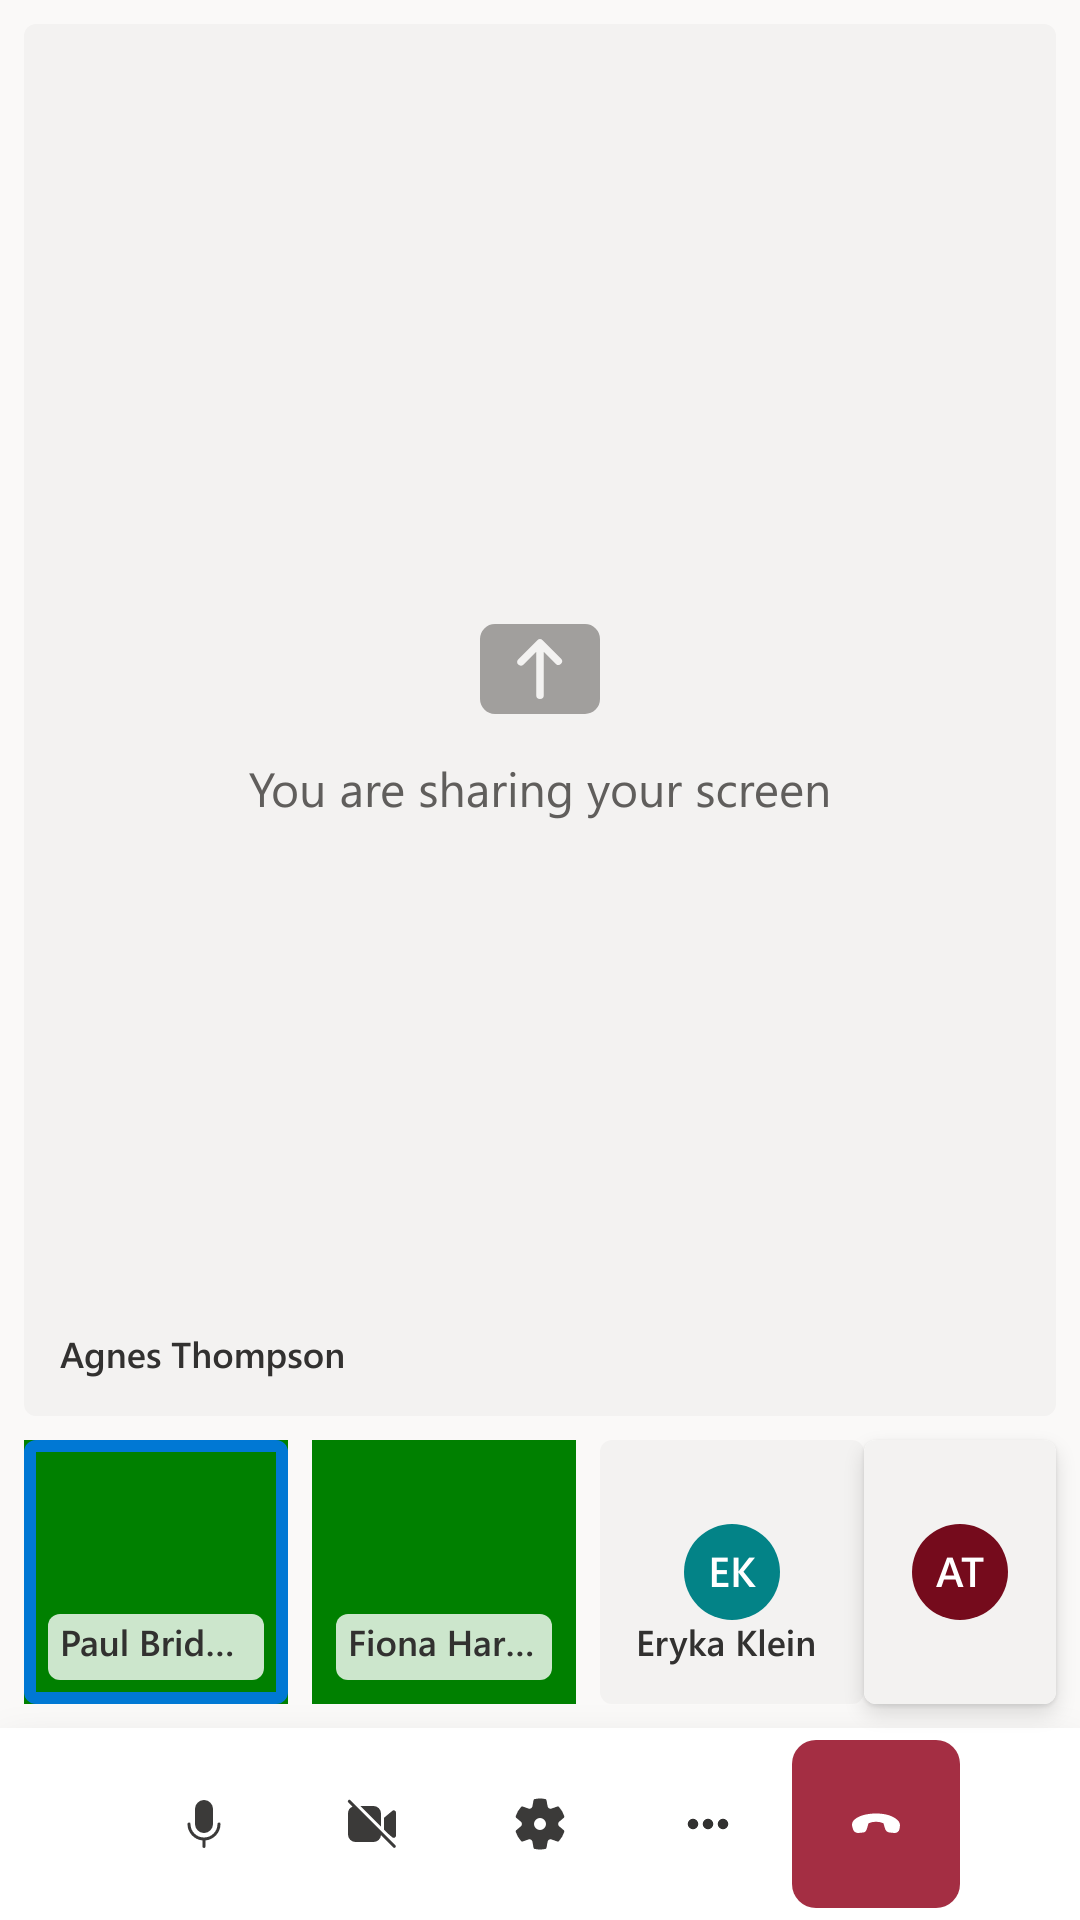 You are sharing your screen
Agnes Thompson
Paul Brid...
Fiona Har...
EK
Eryka Klein
AT